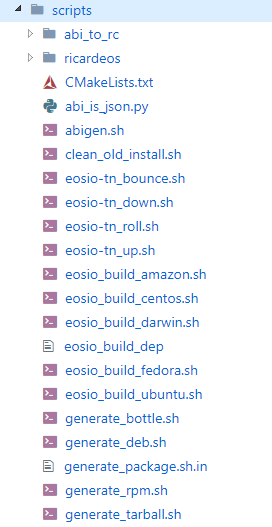 scripts
abi_to_rc
ricardeos
CMakeLists.txt
abi_is_json.py
abigen.sh
clean_old_install.sh
eosio-tn_bounce.sh
eosio-tn_down.sh
eosio-tn_roll.sh
eosio-tn_up.sh
eosio_build_amazon.sh
eosio_build_centos.sh
eosio_build_darwin.sh
eosio_build_dep
eosio_build_fedora.sh
eosio_build_ubuntu.sh
generate_bottle.sh
generate_deb.sh
generate_package.sh.in
generate_rpm.sh
generate_tarball.sh